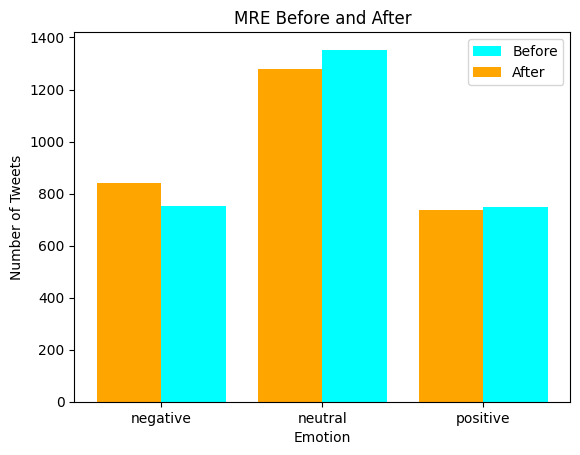 MRE Before and After
Before
After
1400
1200
1000
800
600
400
200
0
Number of Tweets
negative neutral positive
Emotion